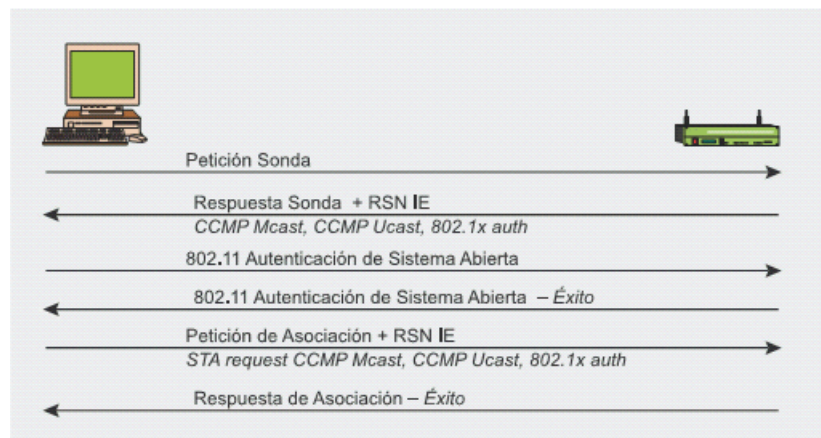 Petición Sonda
Respuesta Sonda + RSN IE
CCMP Mcast, CCMP Ucast, 802.1x auth
802.11 Autenticación de Sistema Abierta
802.11 Autenticación de Sistema Abierta – Éxito
Petición de Asociación + RSN IE
STA request CCMP Mcast, CCMP Ucast, 802.1x auth
Respuesta de Asociación – Éxito